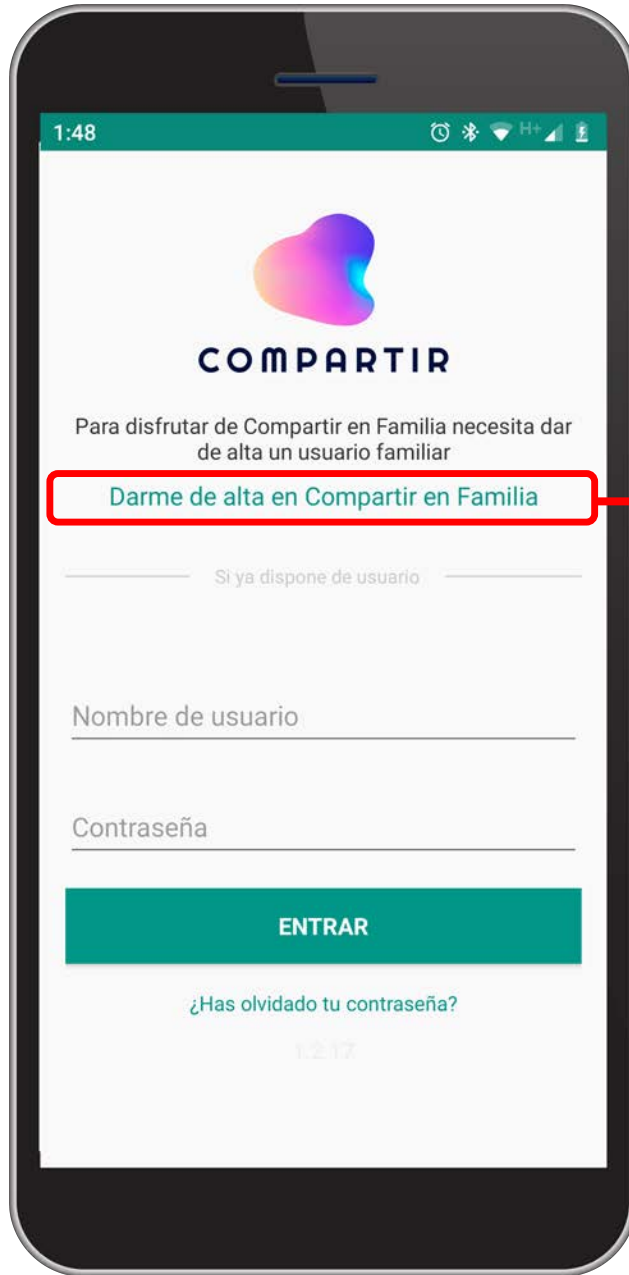 1:48
H+
COMPARTIR
Para disfrutar de Compartir en Familia necesita dar
de alta un usuario familiar
Darme de alta en Compartir en Familia
Si ya dispone de usuario
Nombre de usuario
Contraseña
ENTRAR
¿Has olvidado tu contraseña?
1.2.17